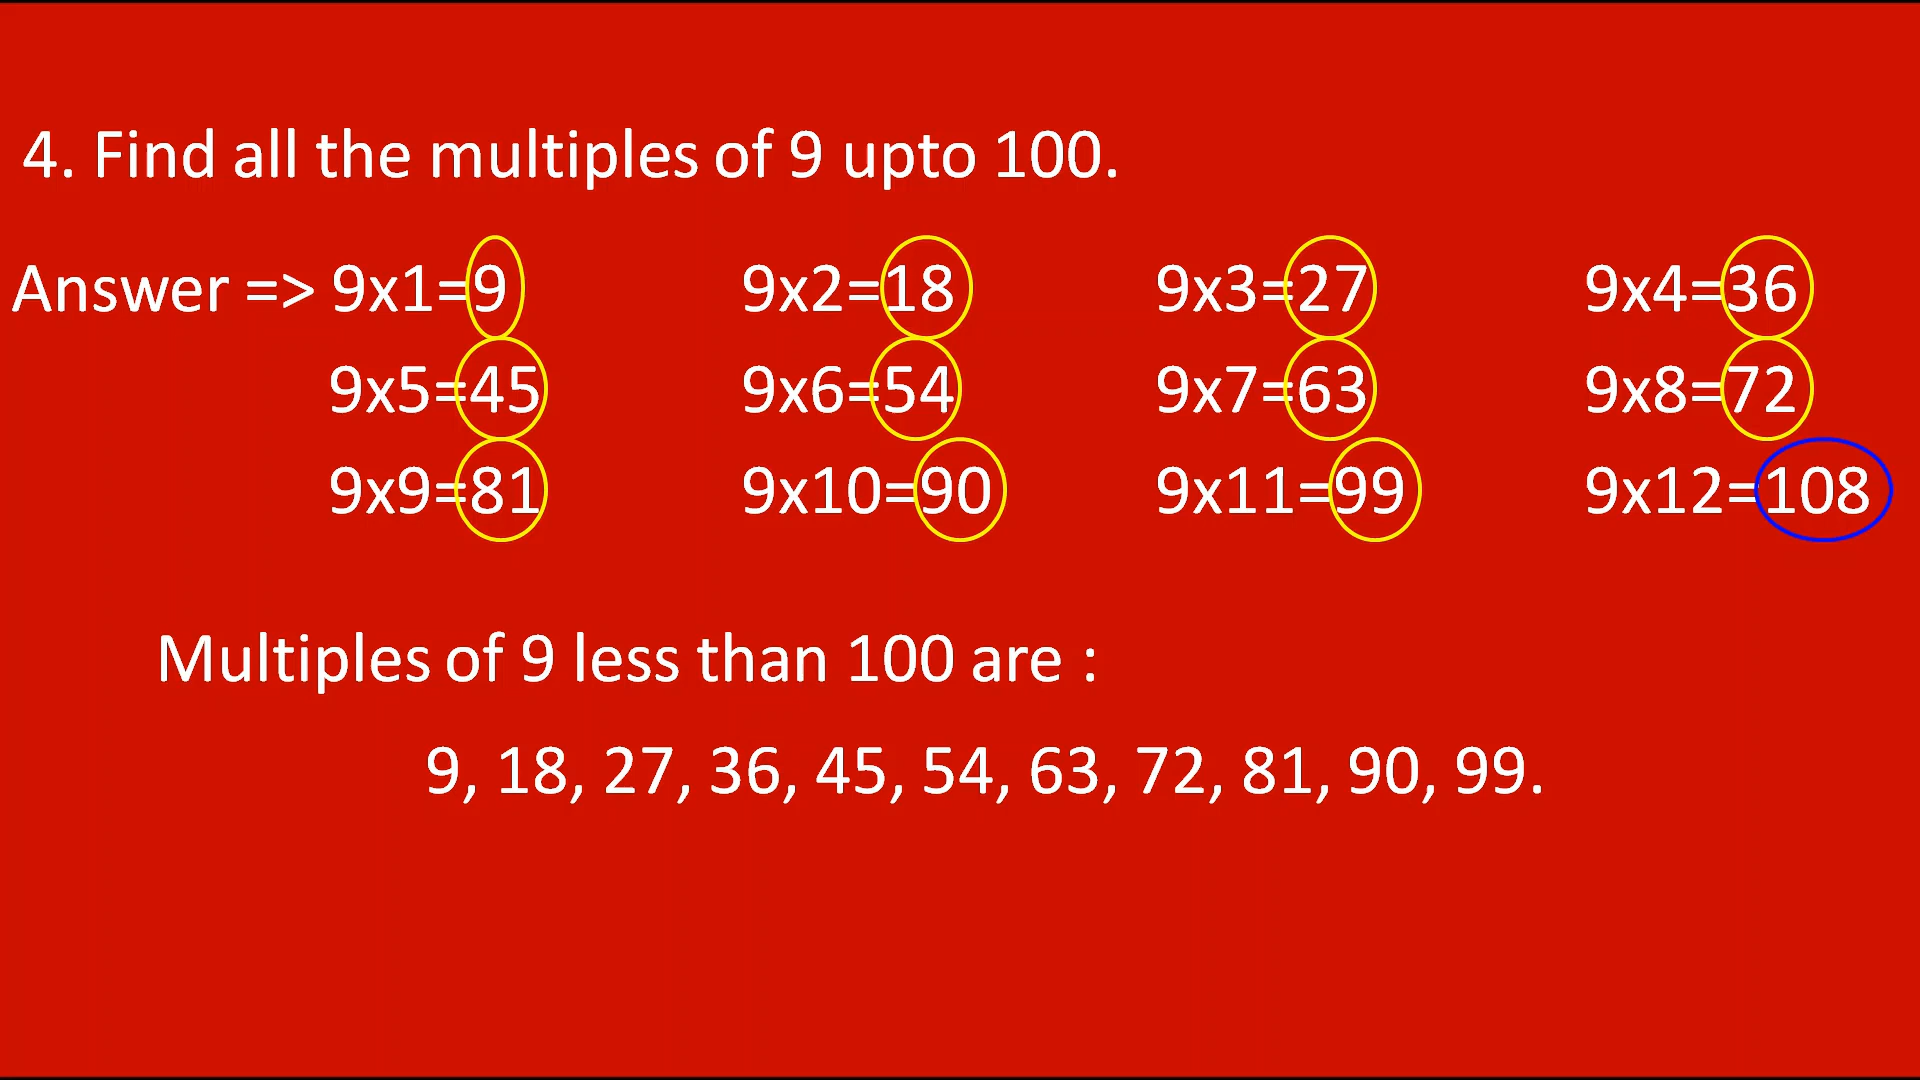 4. Find all the multiples of 9 upto 100.
Answer => 9x1=9 9x2=18 9x3=27 9x4=36
9x5=45 9x6=54 9x7=63 9x8=72
9x9=81 9x10=90 9x11=99 9x12=108
Multiples of 9 less than 100 are :
9, 18, 27, 36, 45, 54, 63, 72, 81, 90, 99.